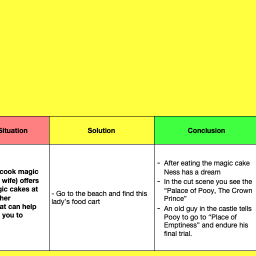 Situation
Solution
Conclusion
cook magic
wife) offers
gic cakes at
her
at can help
you to
- Go to the beach and find this
lady's food cart
- After eating the magic cake
Ness has a dream
- In the cut scene you see the
"Palace of Pooy, The Crown
Prince"
- An old guy in the castle tells
Pooy to go to "Place of
Emptiness" and endure his
final trial.